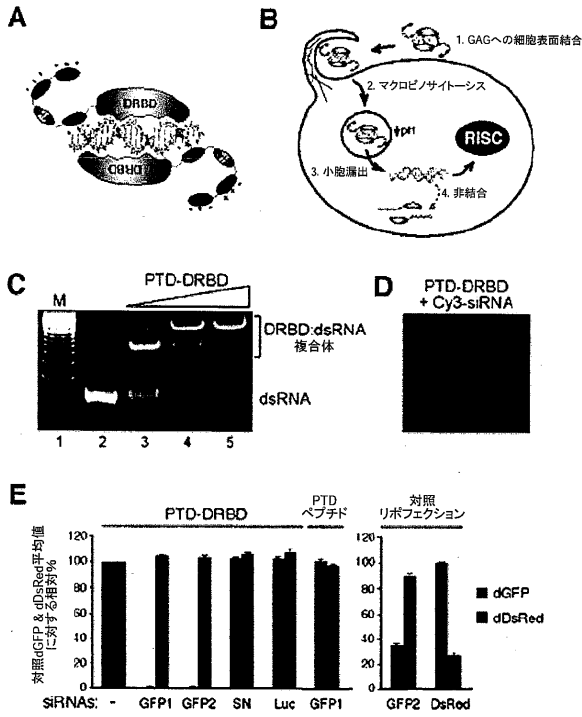 A
DRBD
DRBD
B
1. GAGへの細胞表面結合
2. マクロピノサイトーシス
↓pH
RISC
3. 小胞漏出
4. 非結合
C
PTD-DRBD
M
DRBD:dsRNA
複合体
dsRNA
1 2 3 4 5
D
PTD-DRBD
+ Cy3-siRNA
E
PTD-DRBD
PTD
ペプチド
対照
リポフェクション
対照dGFP & dDsRed平均値
に対する相対%
120
100
80
60
40
20
0
120
100
80
60
40
20
0
dGFP
dDsRed
siRNAs: - GFP1 GFP2 SN Luc GFP1
GFP2 DsRed